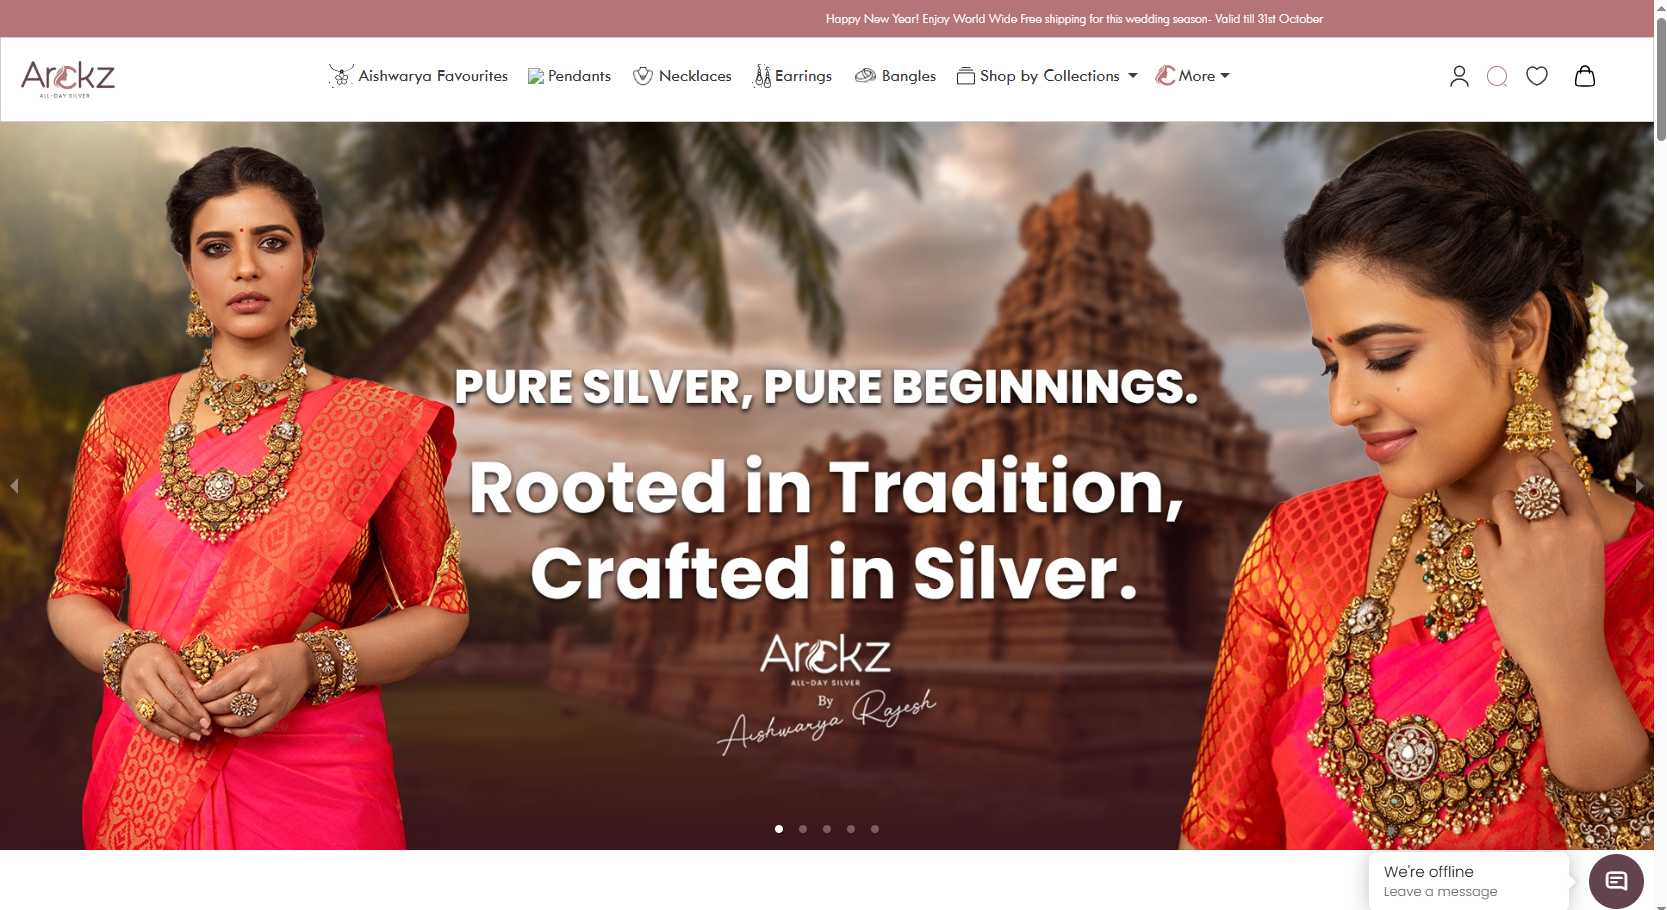 Happy New Year! Enjoy World Wide Free shipping for this wedding season- Valid till 31st October
Arckz
ALL-DAY SILVER
Aishwarya Favourites
Pendants
Necklaces
Earrings
Bangles
Shop by Collections
More
PURE SILVER, PURE BEGINNINGS.
Rooted in Tradition,
Crafted in Silver.
Arckz
ALL-DAY SILVER
By
Aishwarya Rajesh
We're offline
Leave a message